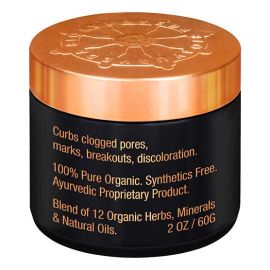 Curbs clogged pores,
marks, breakouts, discoloration.
100% Pure Organic. Synthetics Free.
Ayurvedic Proprietary Product.
Blend of 12 Organic Herbs, Minerals
& Natural Oils.
2 OZ / 60G